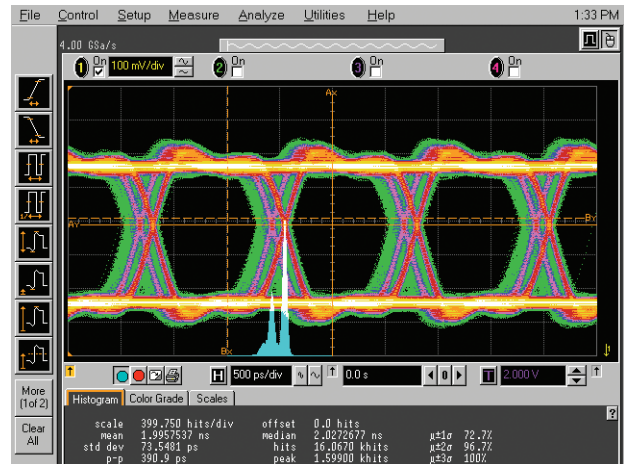 File Control Setup Measure Analyze Utilities Help 1:33 PM
4.00 GSa/s
1 On 100 mV/div 2 On 3 On 4 On
Ax
Ay By
Bx
More
(1of 2)
Clear
All
H 500 ps/div 0.0 s 0 T 2.000 V
Histogram Color Grade Scales
?
scale 399.750 hits/div offset 0.0 hits
mean 1.9957537 ns median 2.0272677 ns μ±1σ 72.7%
std dev 73.5481 ps hits 16.0670 khits μ±2σ 96.7%
p-p 390.9 ps peak 1.59900 khits μ±3σ 100%